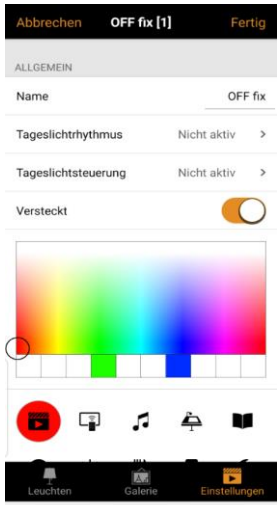 Abbrechen OFF fix [1] Fertig
ALLGEMEIN
Name OFF fix
Tageslichtrhythmus Nicht aktiv >
Tageslichtsteuerung Nicht aktiv >
Versteckt
Leuchten Galerie Einstellungen